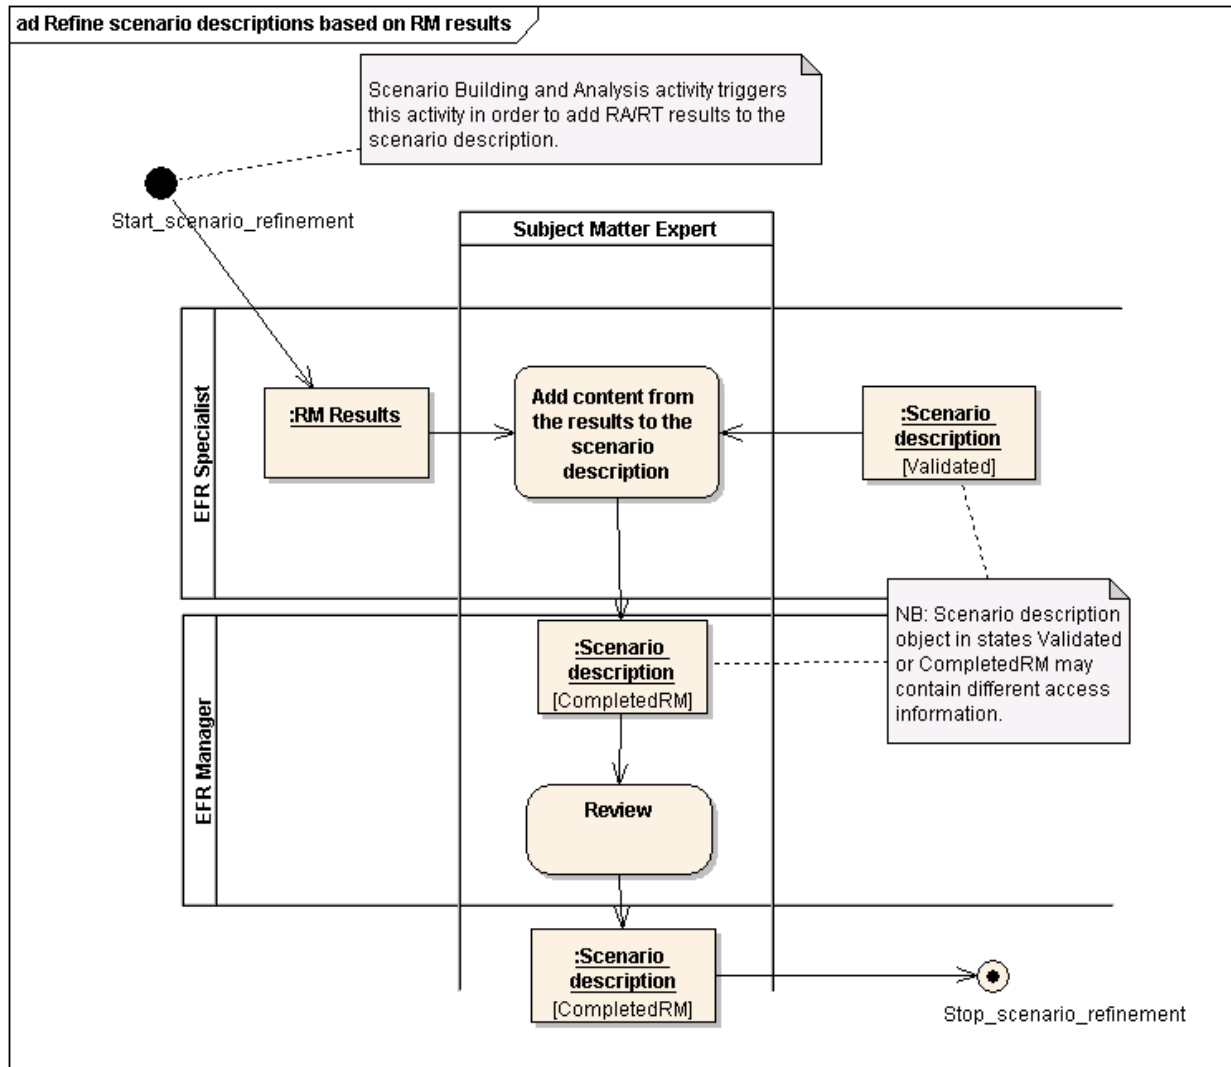 ad Refine scenario descriptions based on RM results
Scenario Building and Analysis activity triggers
this activity in order to add RA/RT results to the
scenario description.
Start_scenario_refinement
Subject Matter Expert
EFR Specialist
:RM Results
Add content from
the results to the
scenario
description
:Scenario
description
[Validated]
NB: Scenario description
object in states Validated
or CompletedRM may
contain different access
information.
EFR Manager
:Scenario
description
[CompletedRM]
Review
:Scenario
description
[CompletedRM]
Stop_scenario_refinement